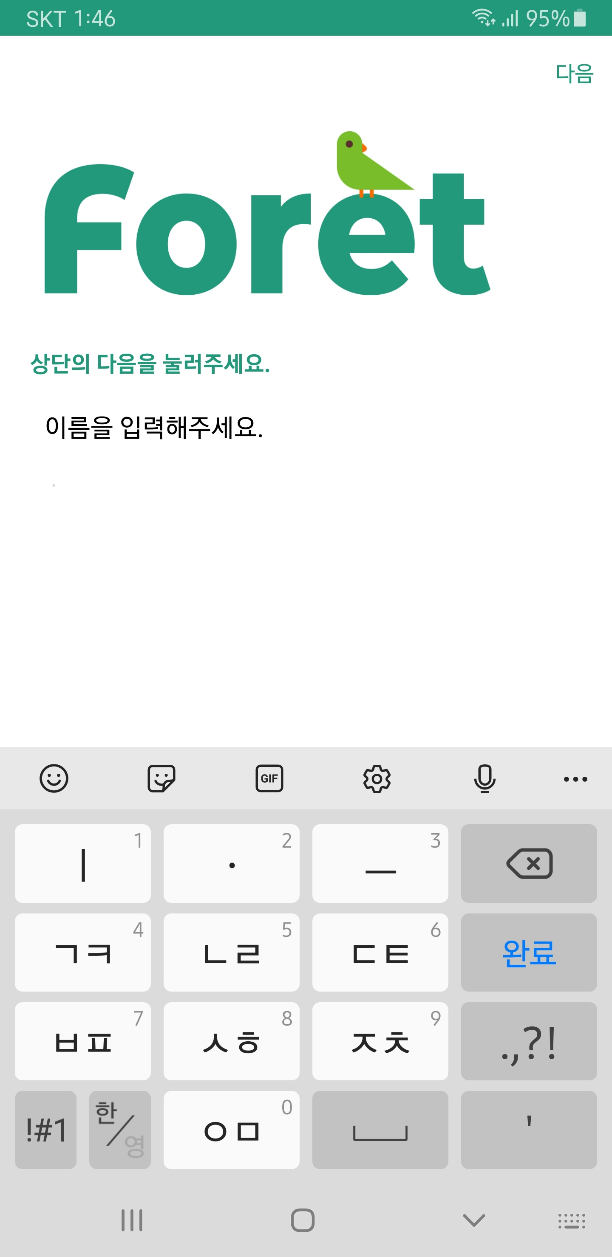 SKT 1:46 95%
다음
Foret
상단의 다음을 눌러주세요.
이름을 입력해주세요.
GIF
ㅣ 1 · 2 ㅡ 3
ㄱㅋ 4 ㄴㄹ 5 ㄷㅌ 6 완료
ㅂㅍ 7 ㅅㅎ 8 ㅈㅊ 9 .,?!
!#1 한/영 ㅇㅁ 0 '